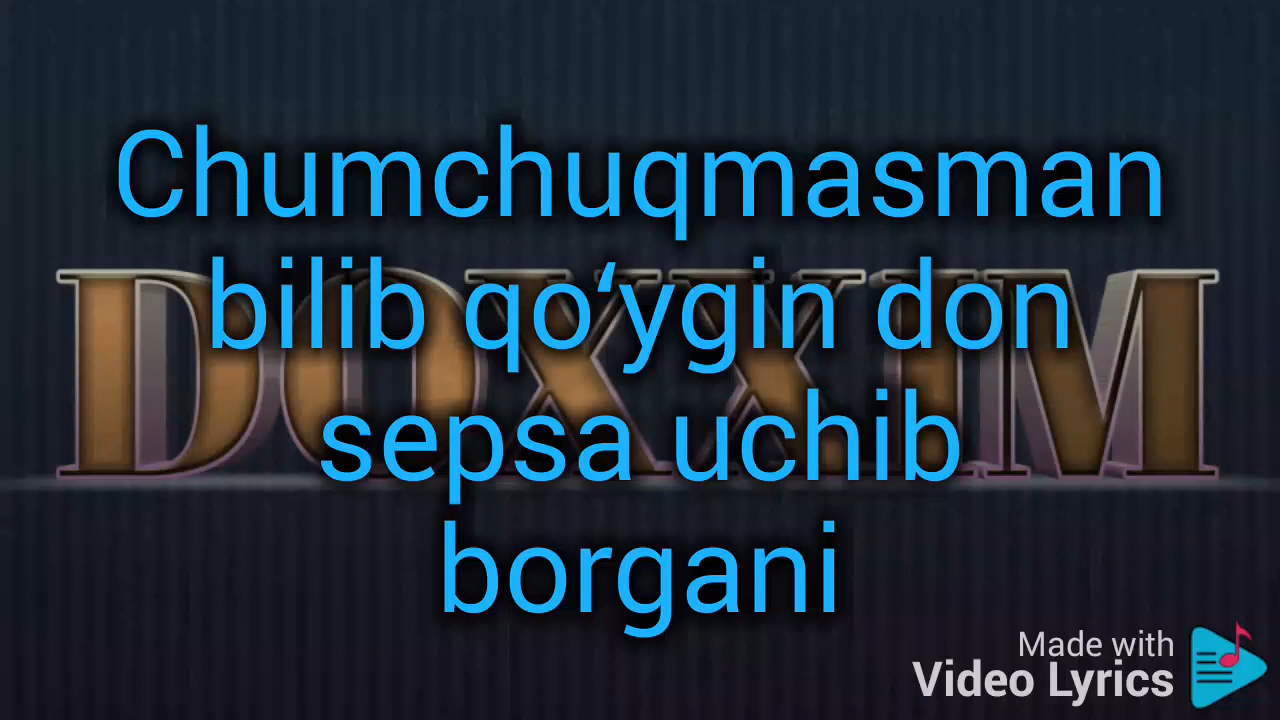 Chumchuqmasman
bilib qo‘ygin don
sepsa uchib
borgani
DOXXIM
Made with
Video Lyrics